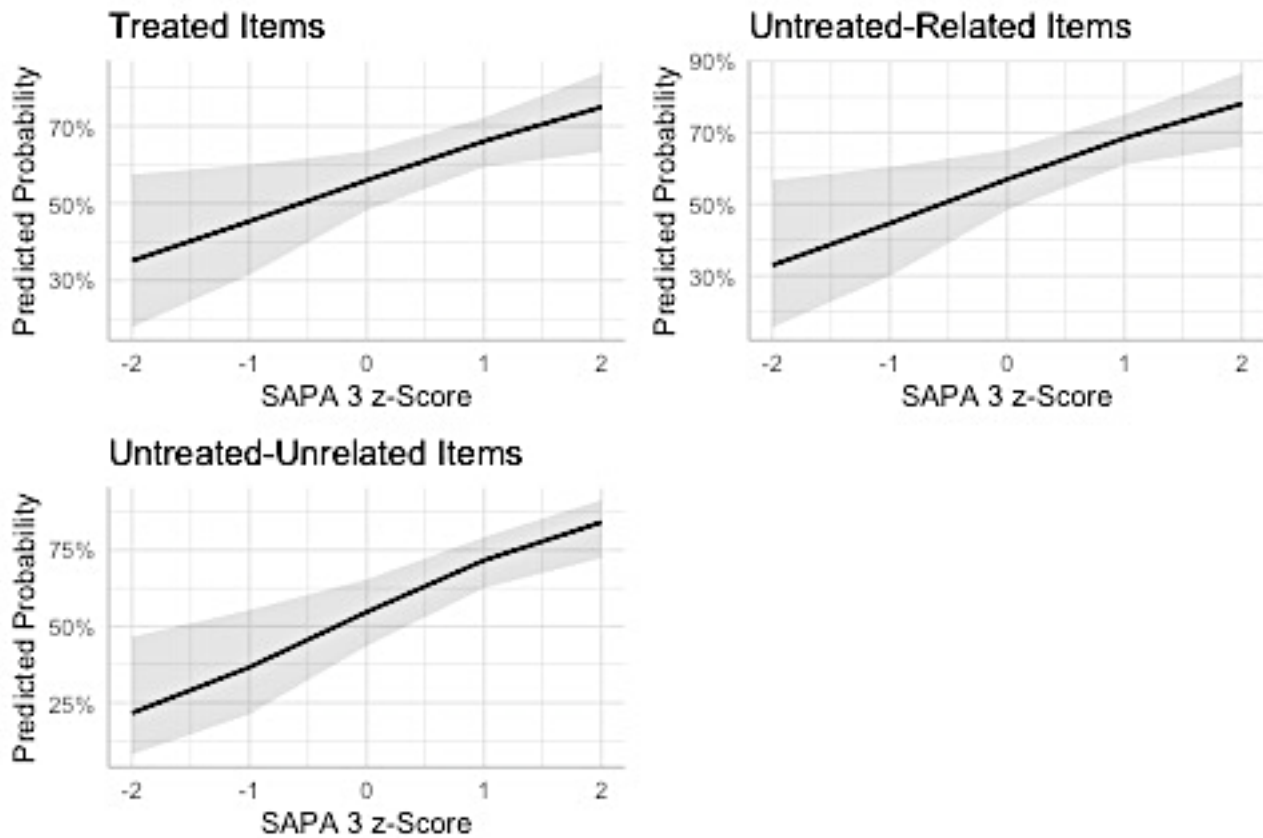 Treated Items
Predicted Probability
70%
50%
30%
-2 -1 0 1 2
SAPA 3 z-Score
Untreated-Related Items
Predicted Probability
90%
70%
50%
30%
-2 -1 0 1 2
SAPA 3 z-Score
Untreated-Unrelated Items
Predicted Probability
75%
50%
25%
-2 -1 0 1 2
SAPA 3 z-Score